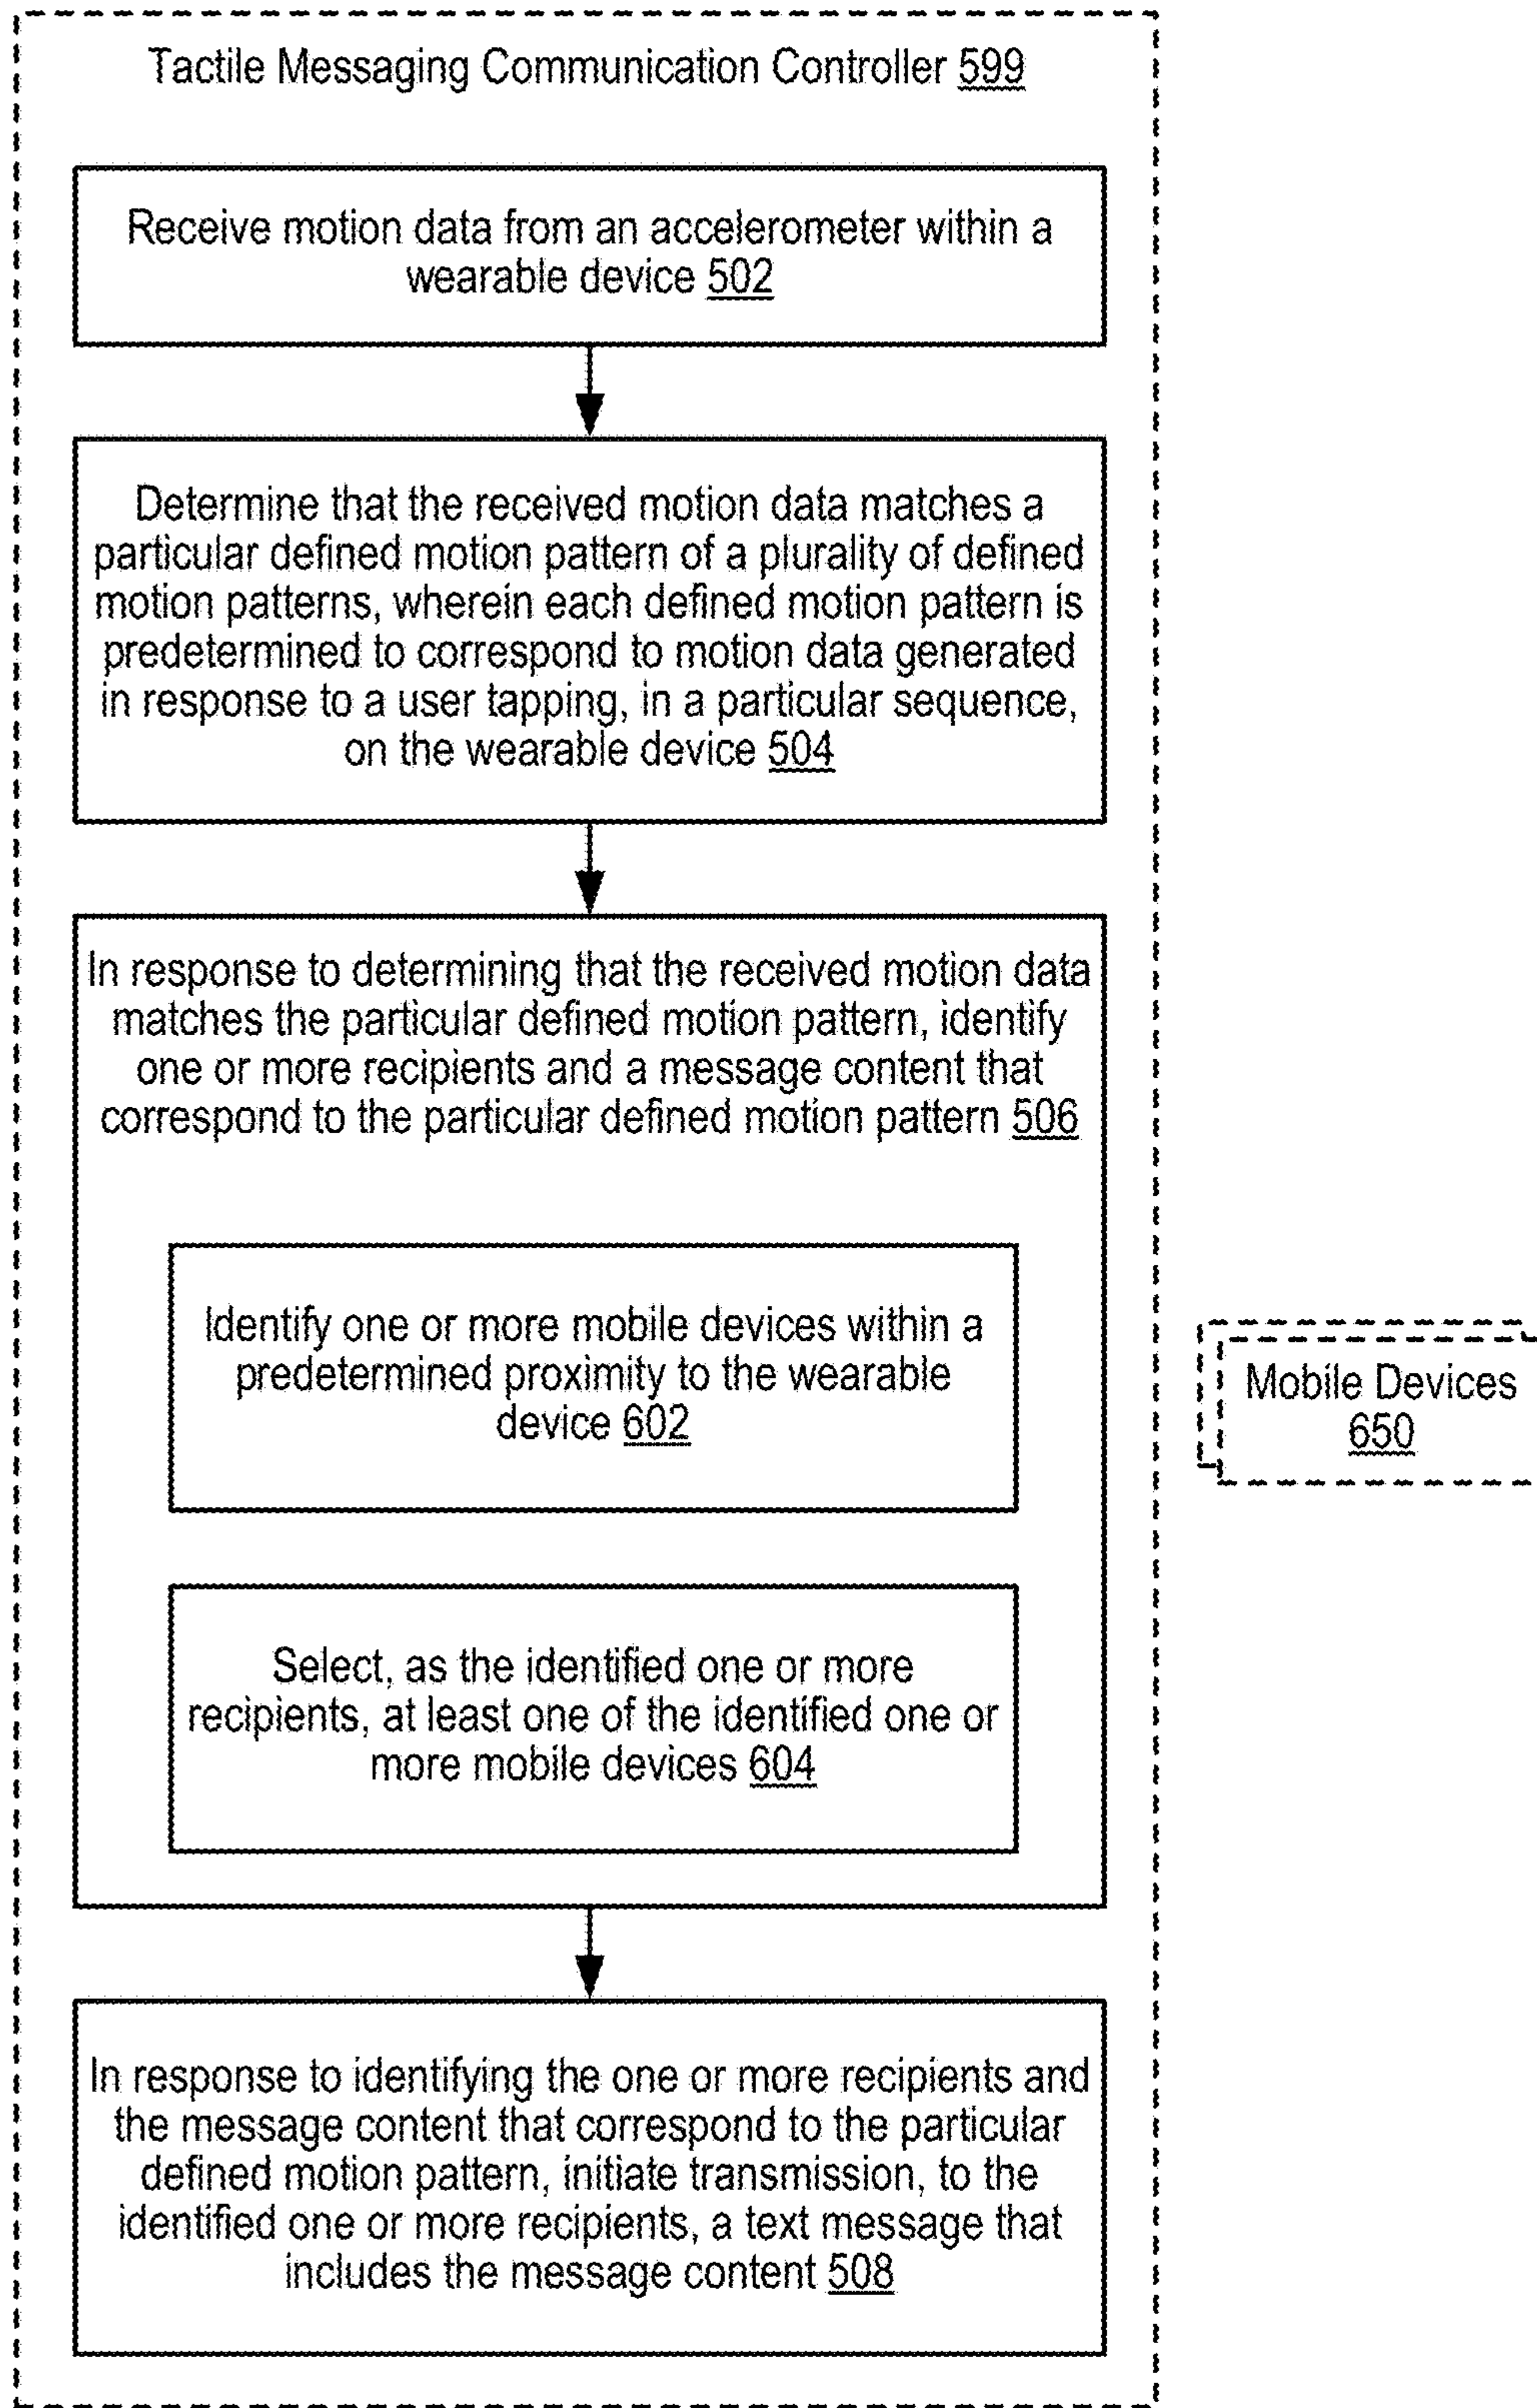 Tactile Messaging Communication Controller 599
Receive motion data from an accelerometer within a
wearable device 502
Determine that the received motion data matches a
particular defined motion pattern of a plurality of defined
motion patterns, wherein each defined motion pattern is
predetermined to correspond to motion data generated
in response to a user tapping, in a particular sequence,
on the wearable device 504
In response to determining that the received motion data
matches the particular defined motion pattern, identify
one or more recipients and a message content that
correspond to the particular defined motion pattern 506
Identify one or more mobile devices within a
predetermined proximity to the wearable
device 602
Mobile Devices
650
Select, as the identified one or more
recipients, at least one of the identified one or
more mobile devices 604
In response to identifying the one or more recipients and
the message content that correspond to the particular
defined motion pattern, initiate transmission, to the
identified one or more recipients, a text message that
includes the message content 508